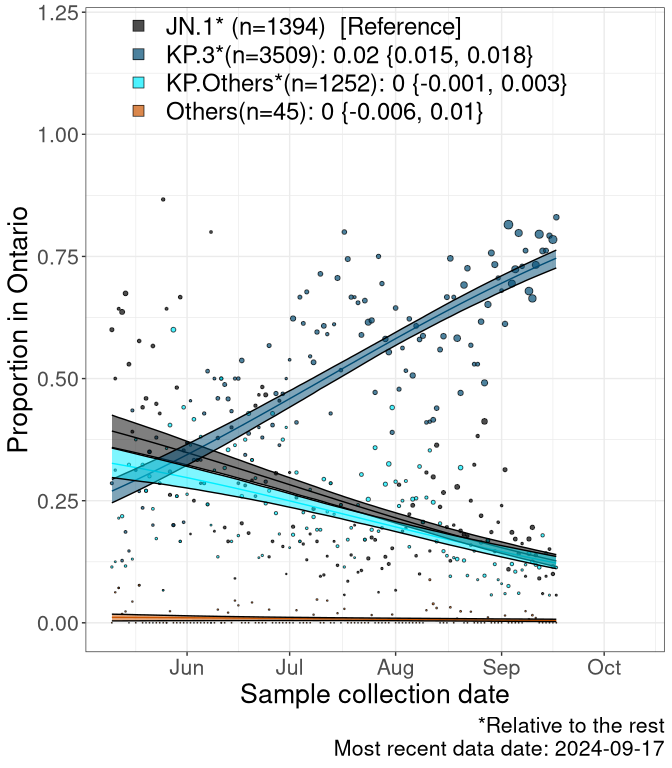 JN.1* (n=1394) [Reference]
KP.3*(n=3509): 0.02 {0.015, 0.018}
KP.Others*(n=1252): 0 {-0.001, 0.003}
Others(n=45): 0 {-0.006, 0.01}
Proportion in Ontario
1.25
1.00
0.75
0.50
0.25
0.00
Jun Jul Aug Sep Oct
Sample collection date
*Relative to the rest
Most recent data date: 2024-09-17